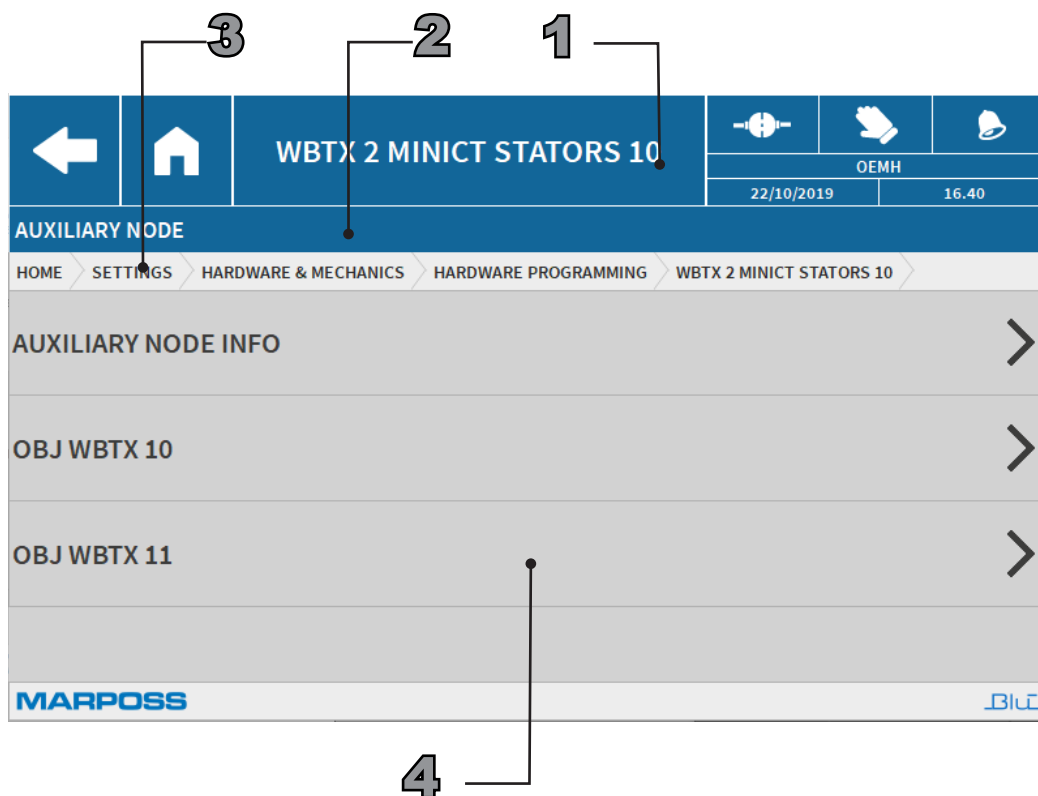 3 2 1
WBTX 2 MINICT STATORS 10
OEMH
22/10/2019 16.40
AUXILIARY NODE
HOME SETTINGS HARDWARE & MECHANICS HARDWARE PROGRAMMING WBTX 2 MINICT STATORS 10
AUXILIARY NODE INFO
OBJ WBTX 10
OBJ WBTX 11
MARPOSS Blú
4